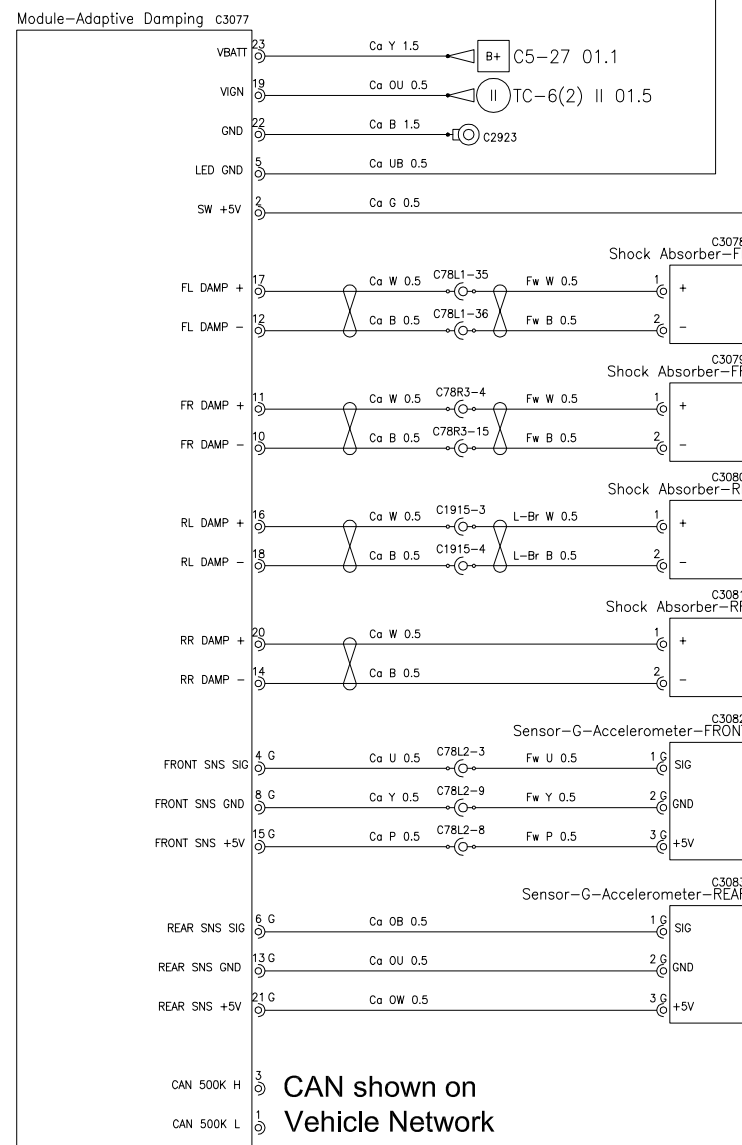 Module-Adaptive Damping C3077
VBATT 23 Ca Y 1.5 B+ C5-27 01.1
VIGN 19 Ca OU 0.5 II TC-6(2) II 01.5
GND 22 Ca B 1.5 C2923
LED GND 5 Ca UB 0.5
SW +5V 2 Ca G 0.5
C3078
Shock Absorber-F
FL DAMP + 17 Ca W 0.5 C78L1-35 Fw W 0.5 1 +
FL DAMP - 12 Ca B 0.5 C78L1-36 Fw B 0.5 2 -
C3079
Shock Absorber-FR
FR DAMP + 11 Ca W 0.5 C78R3-4 Fw W 0.5 1 +
FR DAMP - 10 Ca B 0.5 C78R3-15 Fw B 0.5 2 -
C3080
Shock Absorber-R
RL DAMP + 16 Ca W 0.5 C1915-3 L-Br W 0.5 1 +
RL DAMP - 18 Ca B 0.5 C1915-4 L-Br B 0.5 2 -
C3081
Shock Absorber-RR
RR DAMP + 20 Ca W 0.5 1 +
RR DAMP - 14 Ca B 0.5 2 -
C3082
Sensor-G-Accelerometer-FRONT
FRONT SNS SIG 4 G Ca U 0.5 C78L2-3 Fw U 0.5 1 G SIG
FRONT SNS GND 8 G Ca Y 0.5 C78L2-9 Fw Y 0.5 2 G GND
FRONT SNS +5V 15 G Ca P 0.5 C78L2-8 Fw P 0.5 3 G +5V
C3083
Sensor-G-Accelerometer-REAR
REAR SNS SIG 6 G Ca OB 0.5 1 G SIG
REAR SNS GND 13 G Ca OU 0.5 2 G GND
REAR SNS +5V 21 G Ca OW 0.5 3 G +5V
CAN 500K H 3 CAN shown on
CAN 500K L 1 Vehicle Network